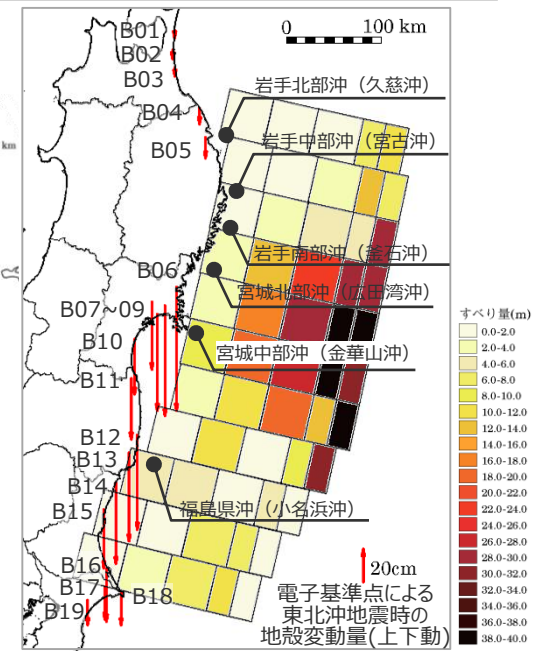 0 100 km
B01
B02
B03
B04
B05
km
岩手北部沖（久慈沖）
岩手中部沖（宮古沖）
岩手南部沖（釜石沖）
宮城北部沖（広田湾沖）
宮城中部沖（金華山沖）
福島県沖（小名浜沖）
B06
B07~09
B10
B11
B12
B13
B14
B15
B16
B17
B18
B19
20cm
電子基準点による
東北沖地震時の
地殻変動量(上下動)
すべり量(m)
0.0-2.0
2.0-4.0
4.0-6.0
6.0-8.0
8.0-10.0
10.0-12.0
12.0-14.0
14.0-16.0
16.0-18.0
18.0-20.0
20.0-22.0
22.0-24.0
24.0-26.0
26.0-28.0
28.0-30.0
30.0-32.0
32.0-34.0
34.0-36.0
36.0-38.0
38.0-40.0